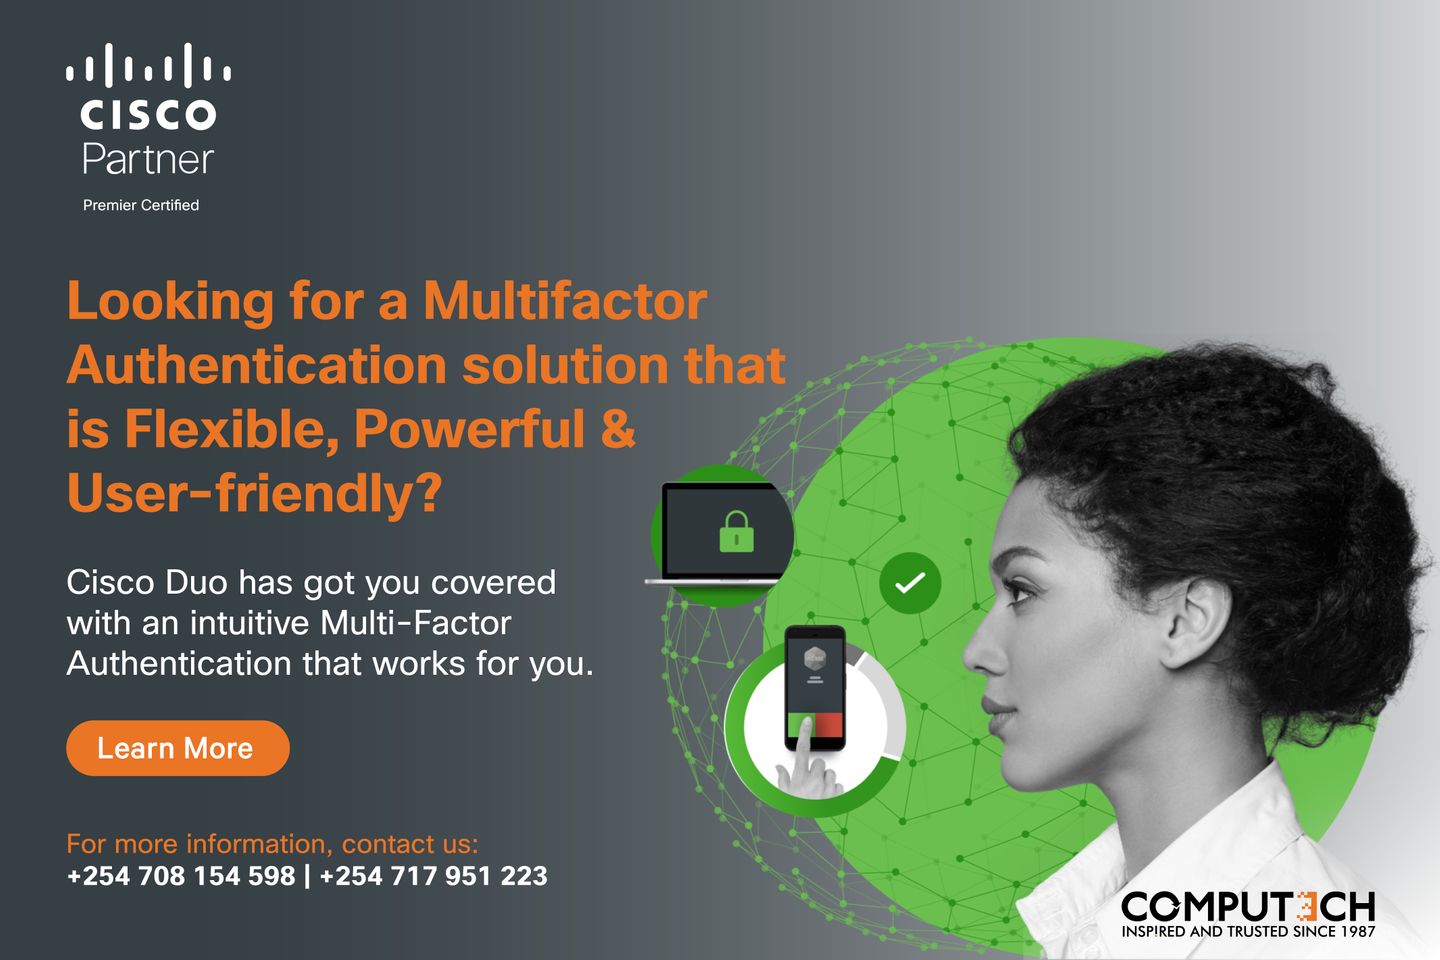 CISCO
Partner
Premier Certified
Looking for a Multifactor
Authentication solution that
is Flexible, Powerful &
User-friendly?
Cisco Duo has got you covered
with an intuitive Multi-Factor
Authentication that works for you.
Learn More
For more information, contact us:
+254 708 154 598 | +254 717 951 223
COMPUTECH
INSPIRED AND TRUSTED SINCE 1987